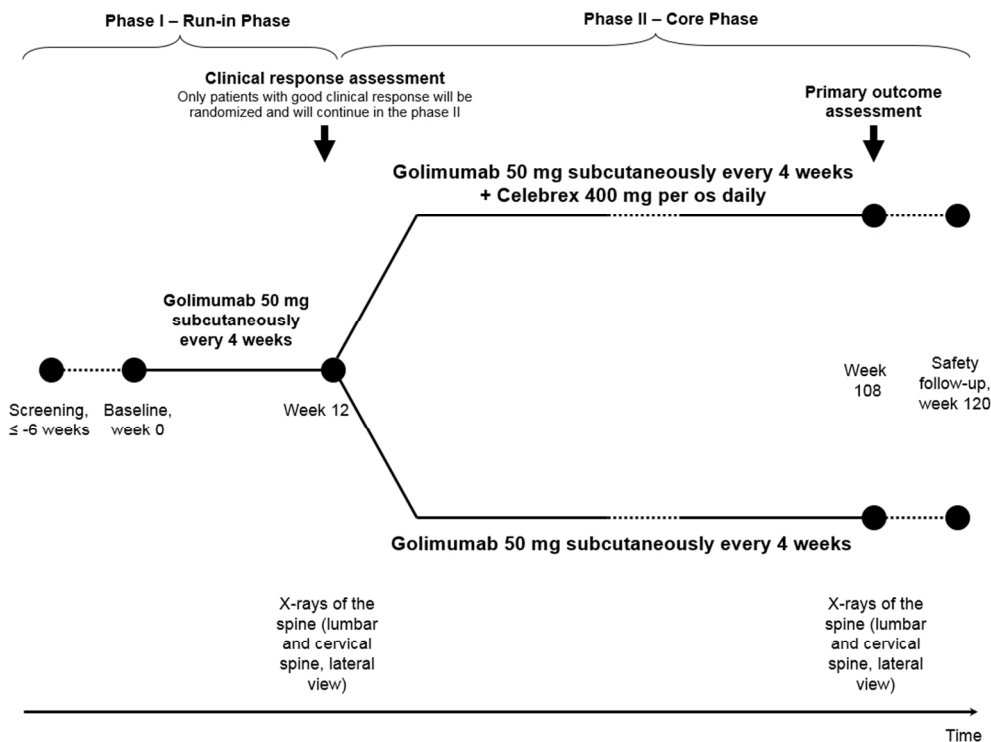 Phase I – Run-in Phase
Phase II – Core Phase
Clinical response assessment
Only patients with good clinical response will be
randomized and will continue in the phase II
Primary outcome
assessment
Golimumab 50 mg subcutaneously every 4 weeks
+ Celebrex 400 mg per os daily
Golimumab 50 mg
subcutaneously
every 4 weeks
Screening,
≤ -6 weeks
Baseline,
week 0
Week 12
Week
108
Safety
follow-up,
week 120
Golimumab 50 mg subcutaneously every 4 weeks
X-rays of the
spine (lumbar
and cervical
spine, lateral
view)
X-rays of the
spine (lumbar
and cervical
spine, lateral
view)
Time